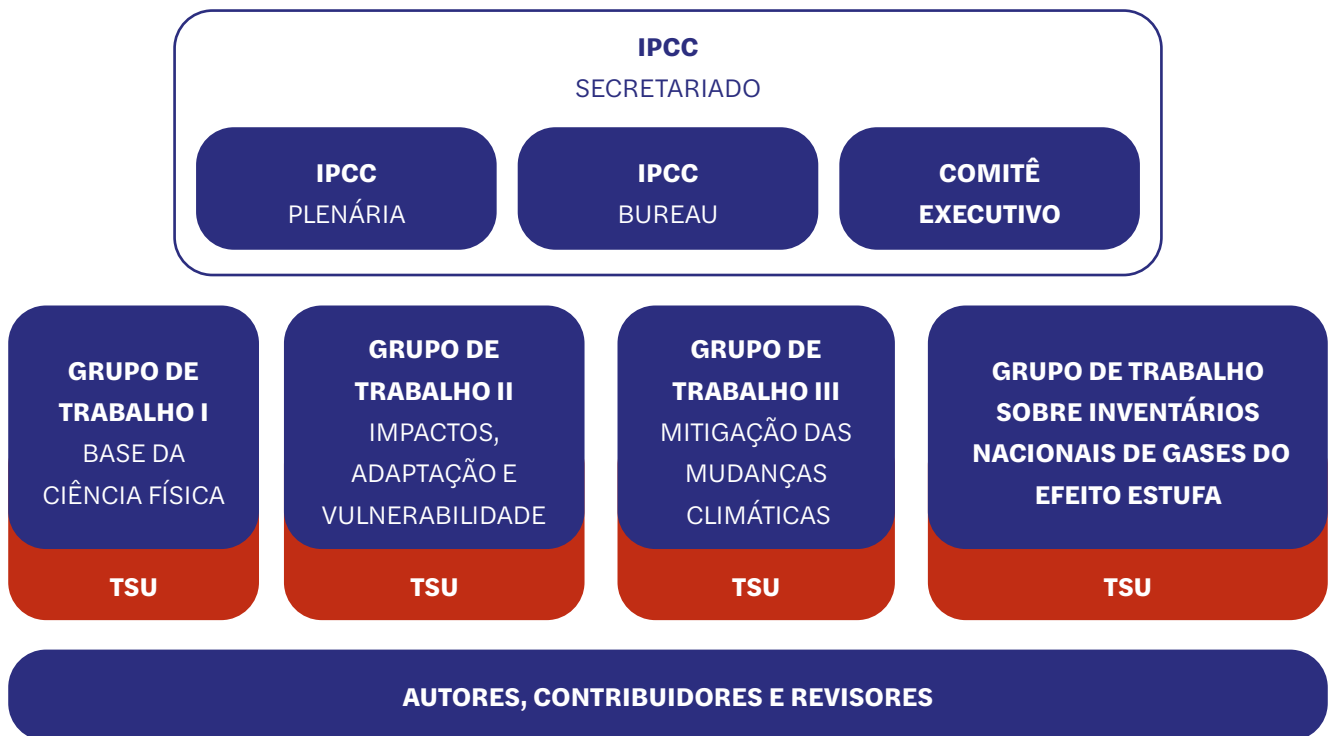 IPCC
SECRETARIADO
IPCC
PLENÁRIA
IPCC
BUREAU
COMITÊ
EXECUTIVO
GRUPO DE
TRABALHO I
BASE DA
CIÊNCIA FÍSICA
TSU
GRUPO DE
TRABALHO II
IMPACTOS,
ADAPTAÇÃO E
VULNERABILIDADE
TSU
GRUPO DE
TRABALHO III
MITIGAÇÃO DAS
MUDANÇAS
CLIMÁTICAS
TSU
GRUPO DE TRABALHO
SOBRE INVENTÁRIOS
NACIONAIS DE GASES DO
EFEITO ESTUFA
TSU
AUTORES, CONTRIBUIDORES E REVISORES